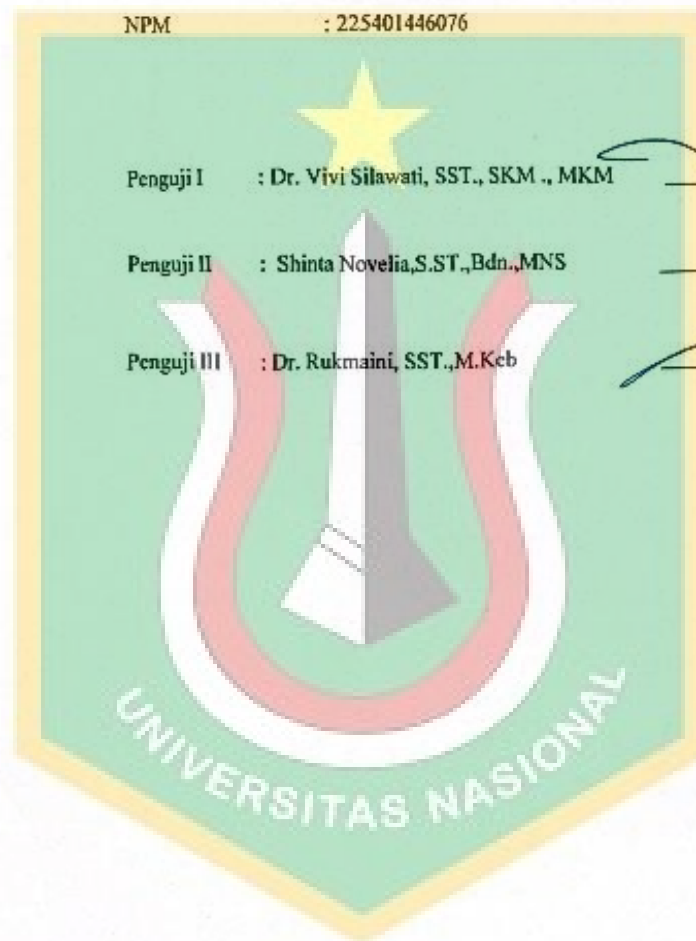 NPM : 225401446076
Penguji I : Dr. Vivi Silawati, SST., SKM ., MKM
Penguji II : Shinta Novelia,S.ST.,Bdn.,MNS
Penguji III : Dr. Rukmaini, SST.,M.Keb
UNIVERSITAS NASIONAL